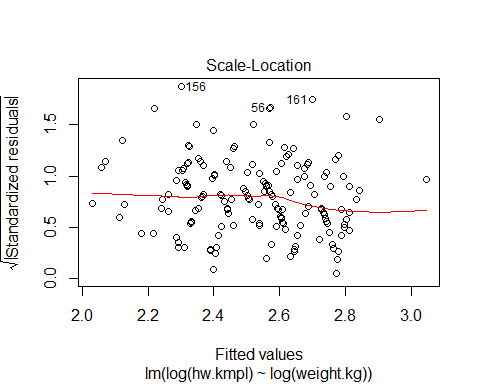 Scale-Location
√|Standardized residuals|
0.0 0.5 1.0 1.5
156
161
56
2.0 2.2 2.4 2.6 2.8 3.0
Fitted values
lm(log(hw.kmpl) ~ log(weight.kg))